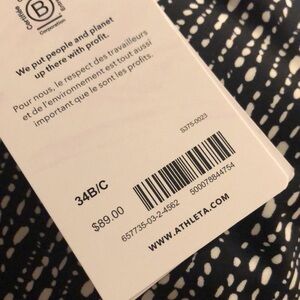 Certified
B
Corporation
We put people and planet
up there with profit.
Pour nous, le respect des travailleurs
et de l'environnement est tout aussi
important que le sont les profits.
S375-0023
34B/C
$89.00
657735-03-2-4562
500078844754
WWW.ATHLETA.COM